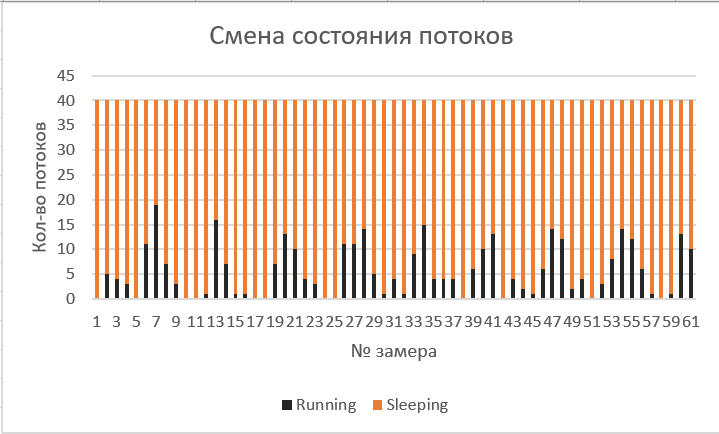 Смена состояния потоков
45
40
35
30
25
20
15
10
5
0
Кол-во потоков
1 3 5 7 9 11 13 15 17 19 21 23 25 27 29 31 33 35 37 39 41 43 45 47 49 51 53 55 57 59 61
№ замера
Running Sleeping